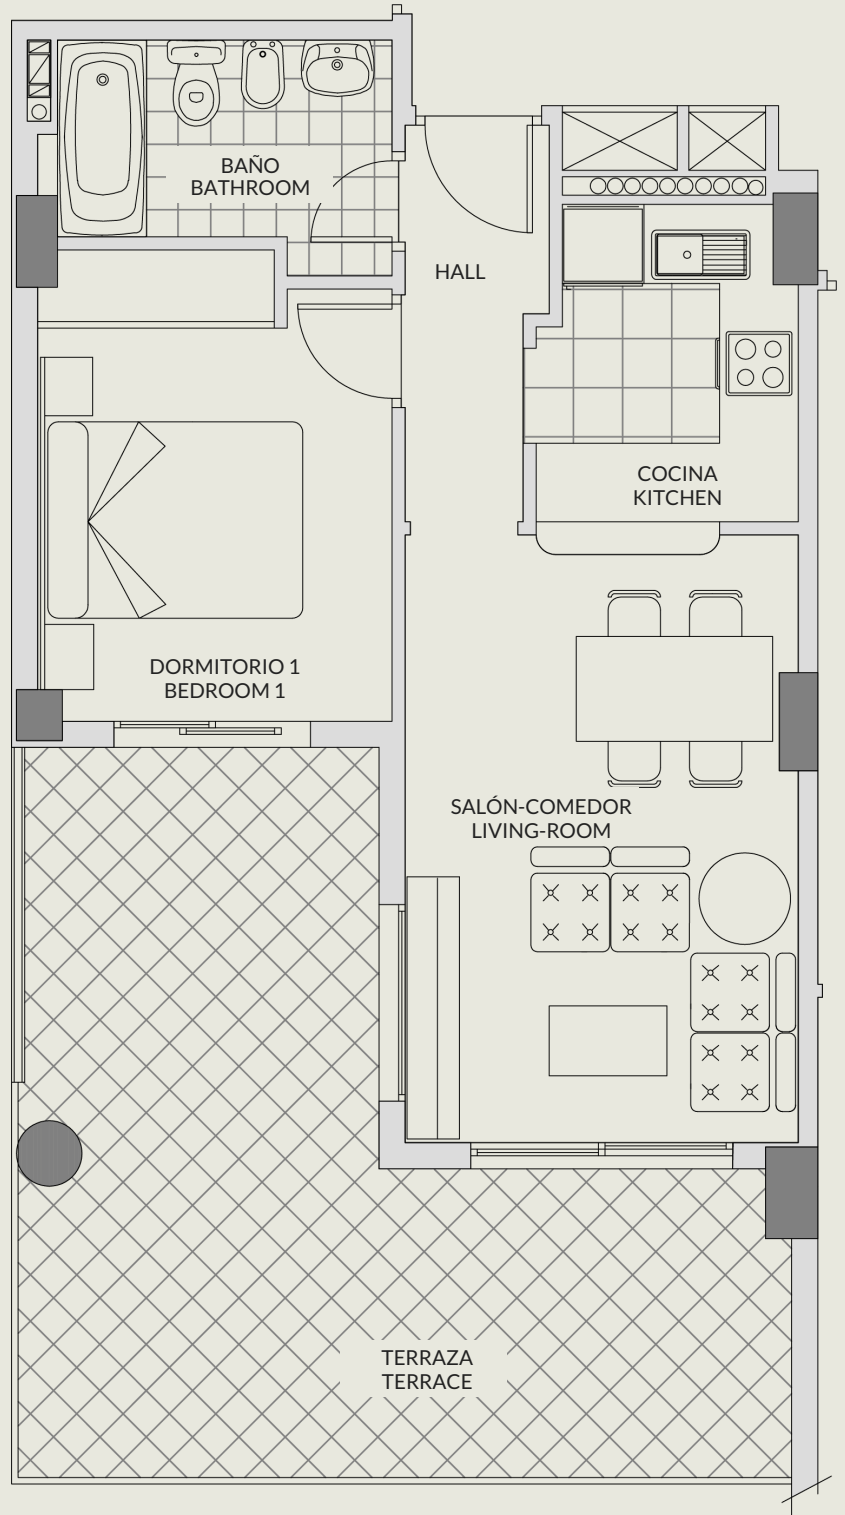 BAÑO
BATHROOM
HALL
COCINA
KITCHEN
DORMITORIO 1
BEDROOM 1
SALÓN-COMEDOR
LIVING-ROOM
TERRAZA
TERRACE